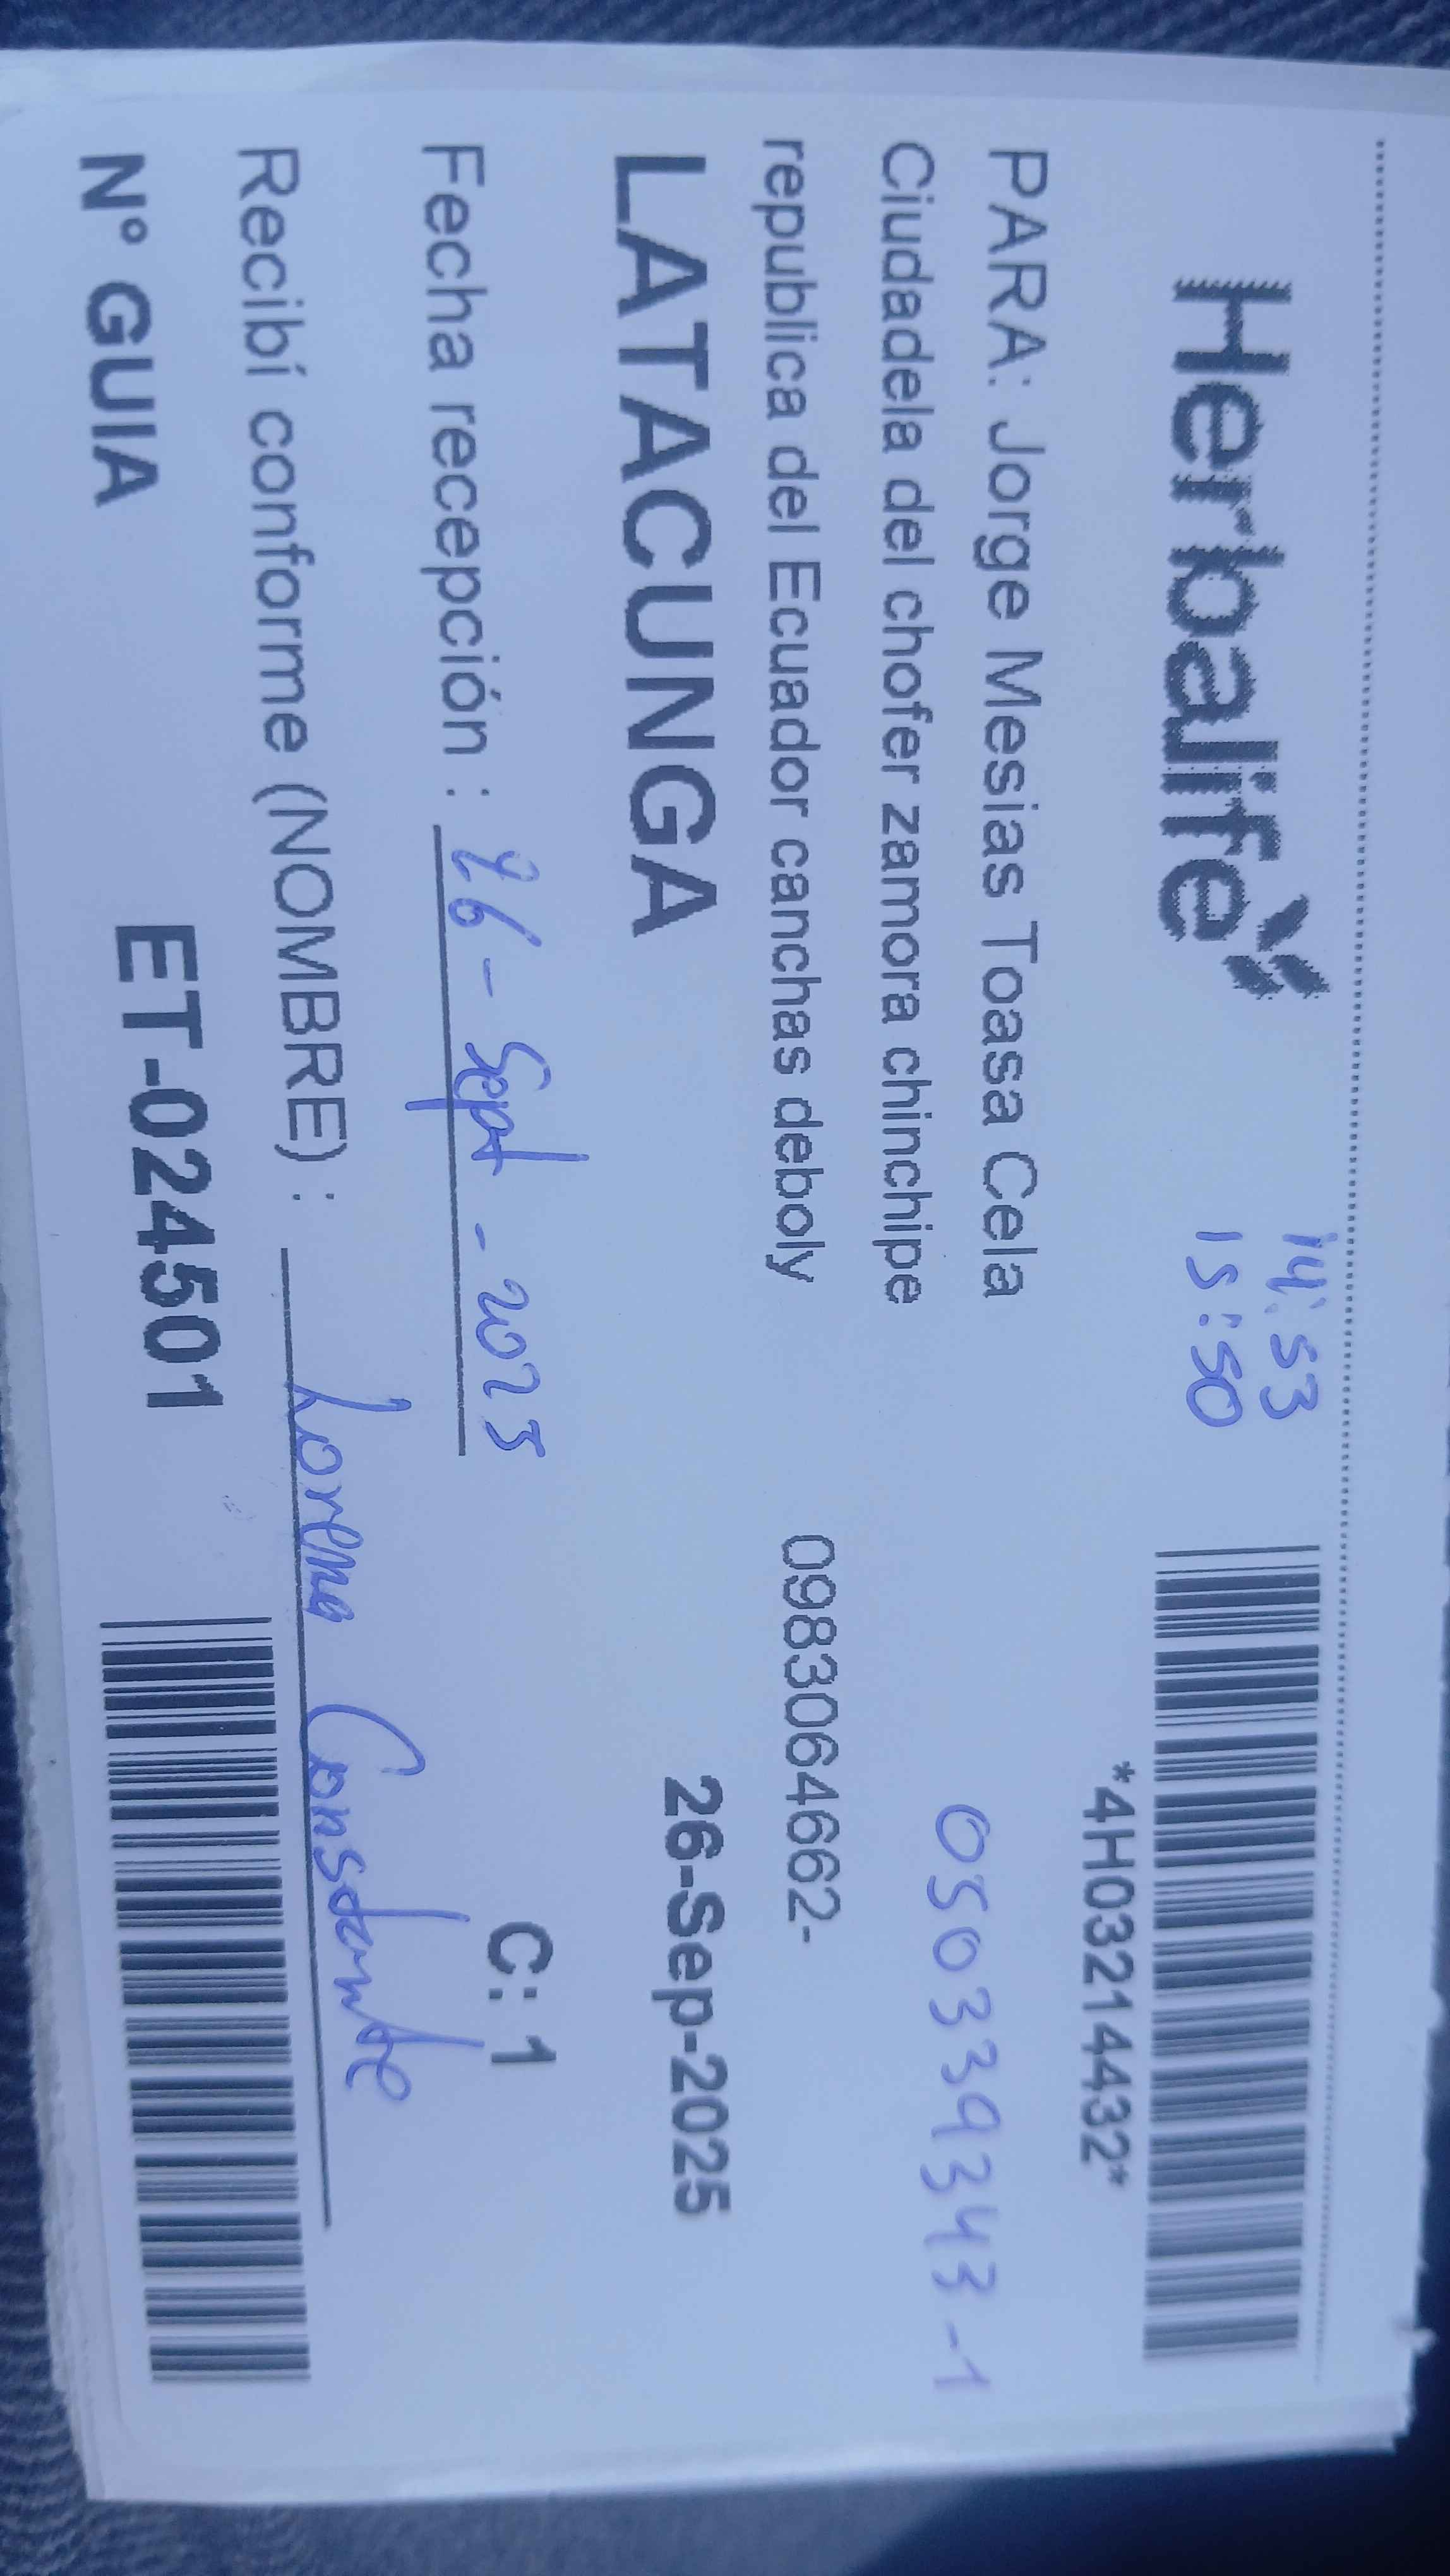 Herbalife
14:53
15:50
*4H03214432*
PARA: Jorge Mesias Toasa Cela
050339343-1
Ciudadela del chofer zamora chinchipe
republica del Ecuador canchas deboly 0983064662-
LATACUNGA 26-Sep-2025
Fecha recepción : 26-Sept-2025
C: 1
Recibí conforme (NOMBRE) : Lorena Constante
N° GUIA ET-024501